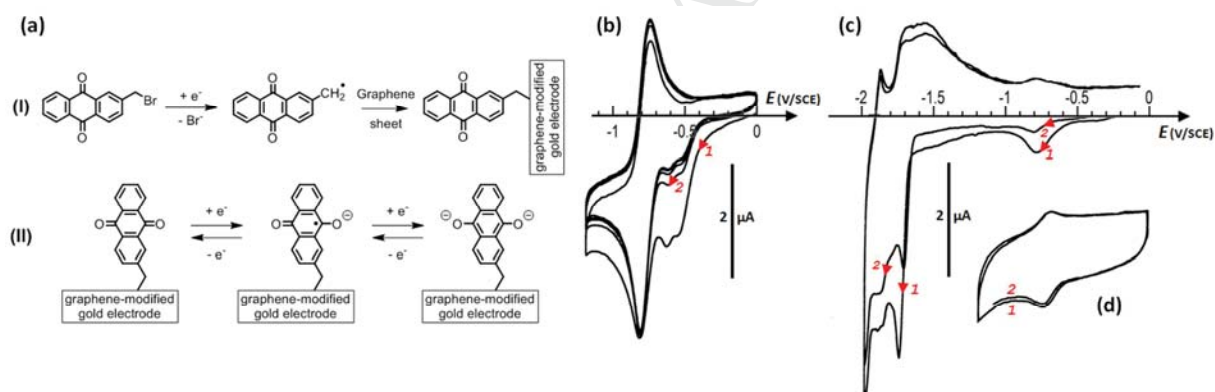 (a)
(I)
O
O
Br
+ e-
- Br-
O
O
CH2•
Graphene
sheet
O
O
graphene-modified
gold electrode
(II)
O
O
graphene-modified
gold electrode
+ e-
- e-
O
O
graphene-modified
gold electrode
+ e-
- e-
O
O
graphene-modified
gold electrode
(b)
E (V/SCE)
-1
-0.5
0
1
2
2 µA
(c)
-2
-1.5
-1
-0.5
0
E (V/SCE)
2
1
2
1
2 µA
2
1
(d)